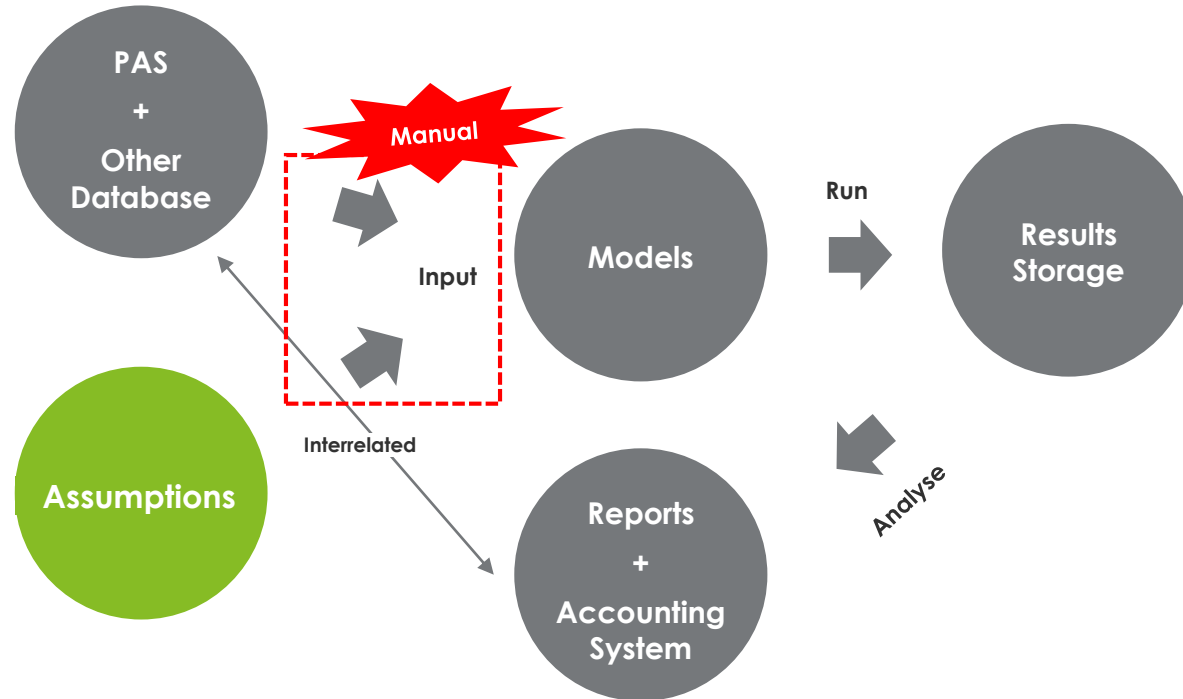 PAS
+
Other
Database
Manual
Input
Models
Run
Results
Storage
Assumptions
Interrelated
Reports
+
Accounting
System
Analyse